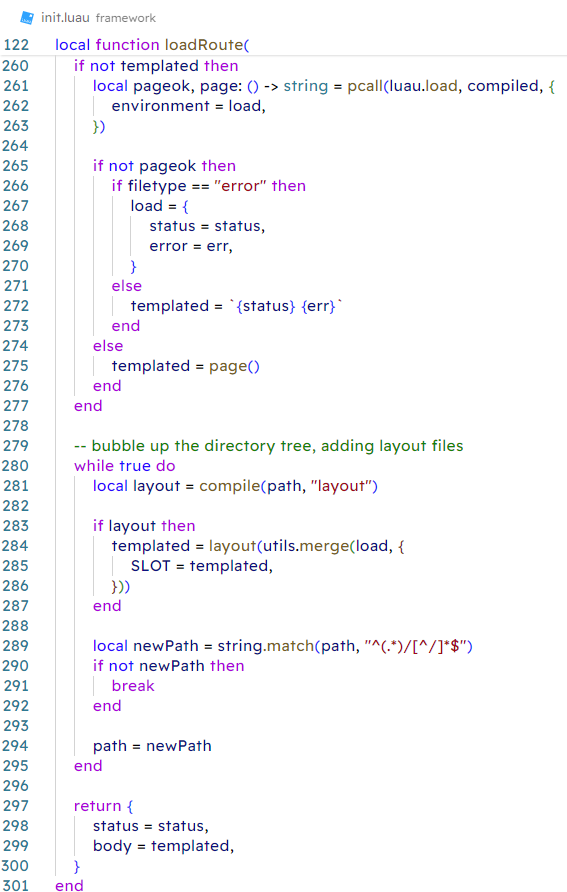 init.luau framework
122 local function loadRoute(
260 if not templated then
261 local pageok, page: () -> string = pcall(luau.load, compiled, {
262 environment = load,
263 })
264
265 if not pageok then
266 if filetype == "error" then
267 load = {
268 status = status,
269 error = err,
270 }
271 else
272 templated = `{status} {err}`
273 end
274 else
275 templated = page()
276 end
277 end
278
279 -- bubble up the directory tree, adding layout files
280 while true do
281 local layout = compile(path, "layout")
282
283 if layout then
284 templated = layout(utils.merge(load, {
285 SLOT = templated,
286 }))
287 end
288
289 local newPath = string.match(path, "^(.*)/[^/]*$")
290 if not newPath then
291 break
292 end
293
294 path = newPath
295 end
296
297 return {
298 status = status,
299 body = templated,
300 }
301 end